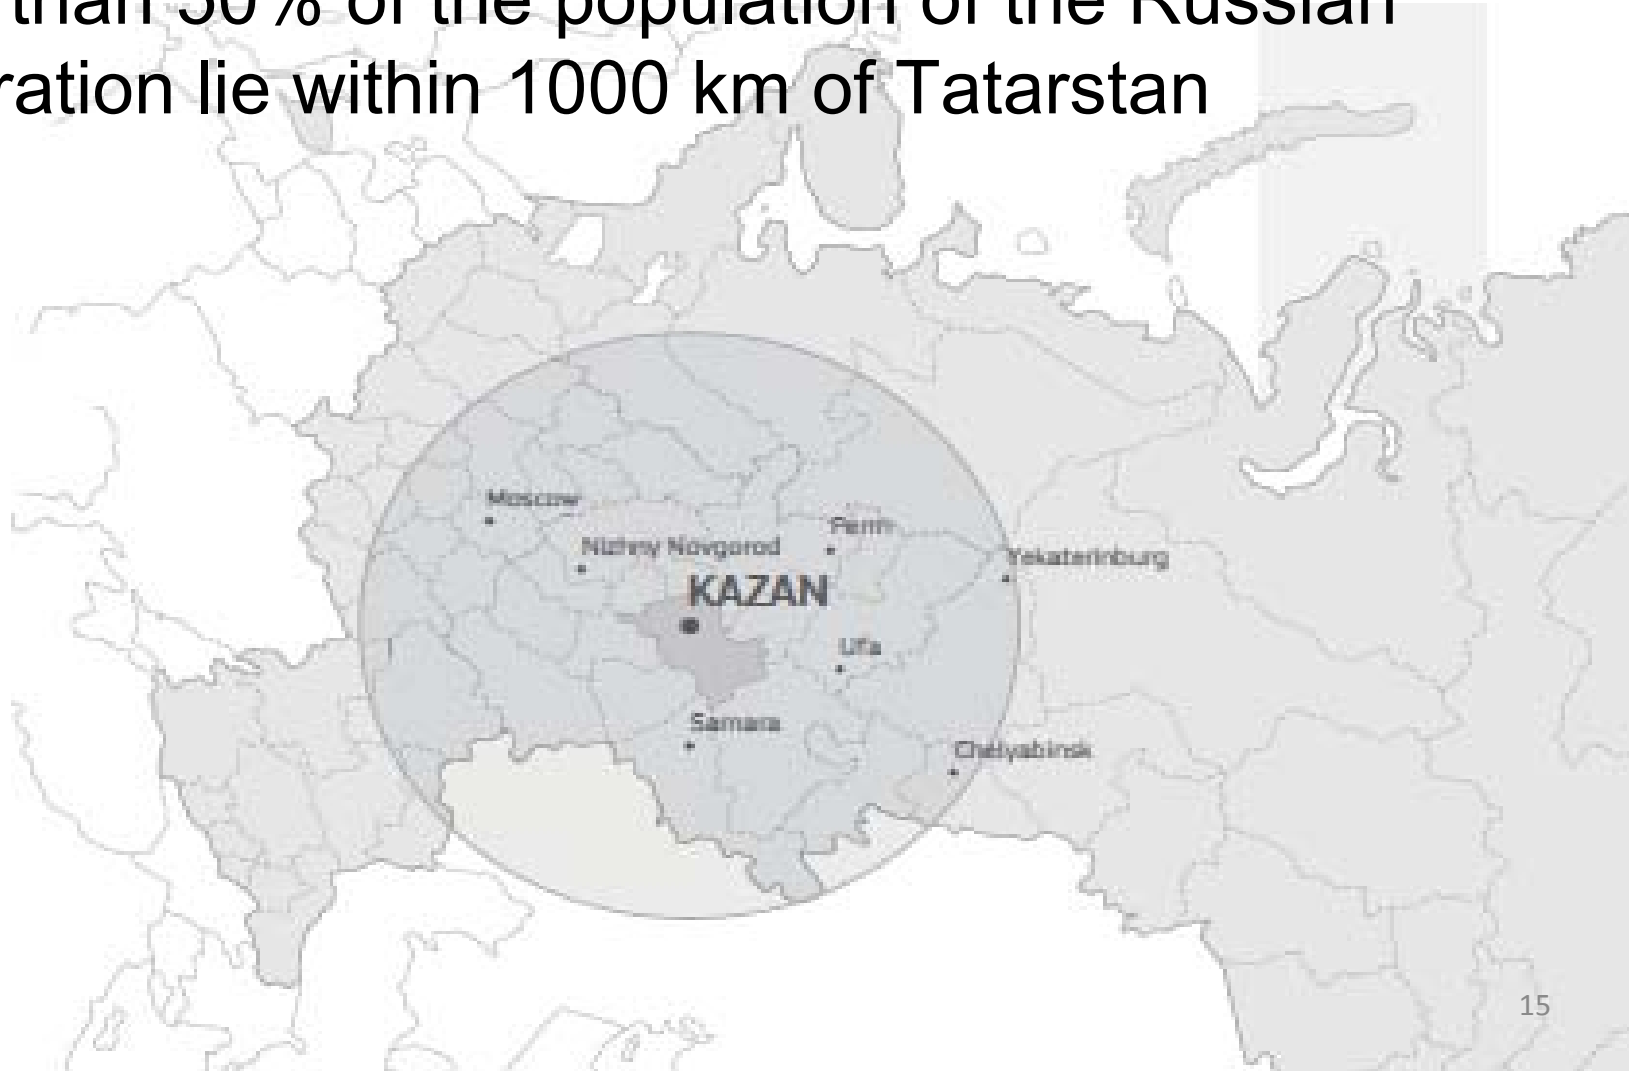 than of the population of the Russian
ration lie within 1000 km of Tatarstan
Moscow
Perm
Nizhny Novgorod
Yekaterinburg
KAZAN
Ufa
Samara
Chelyabinsk
15